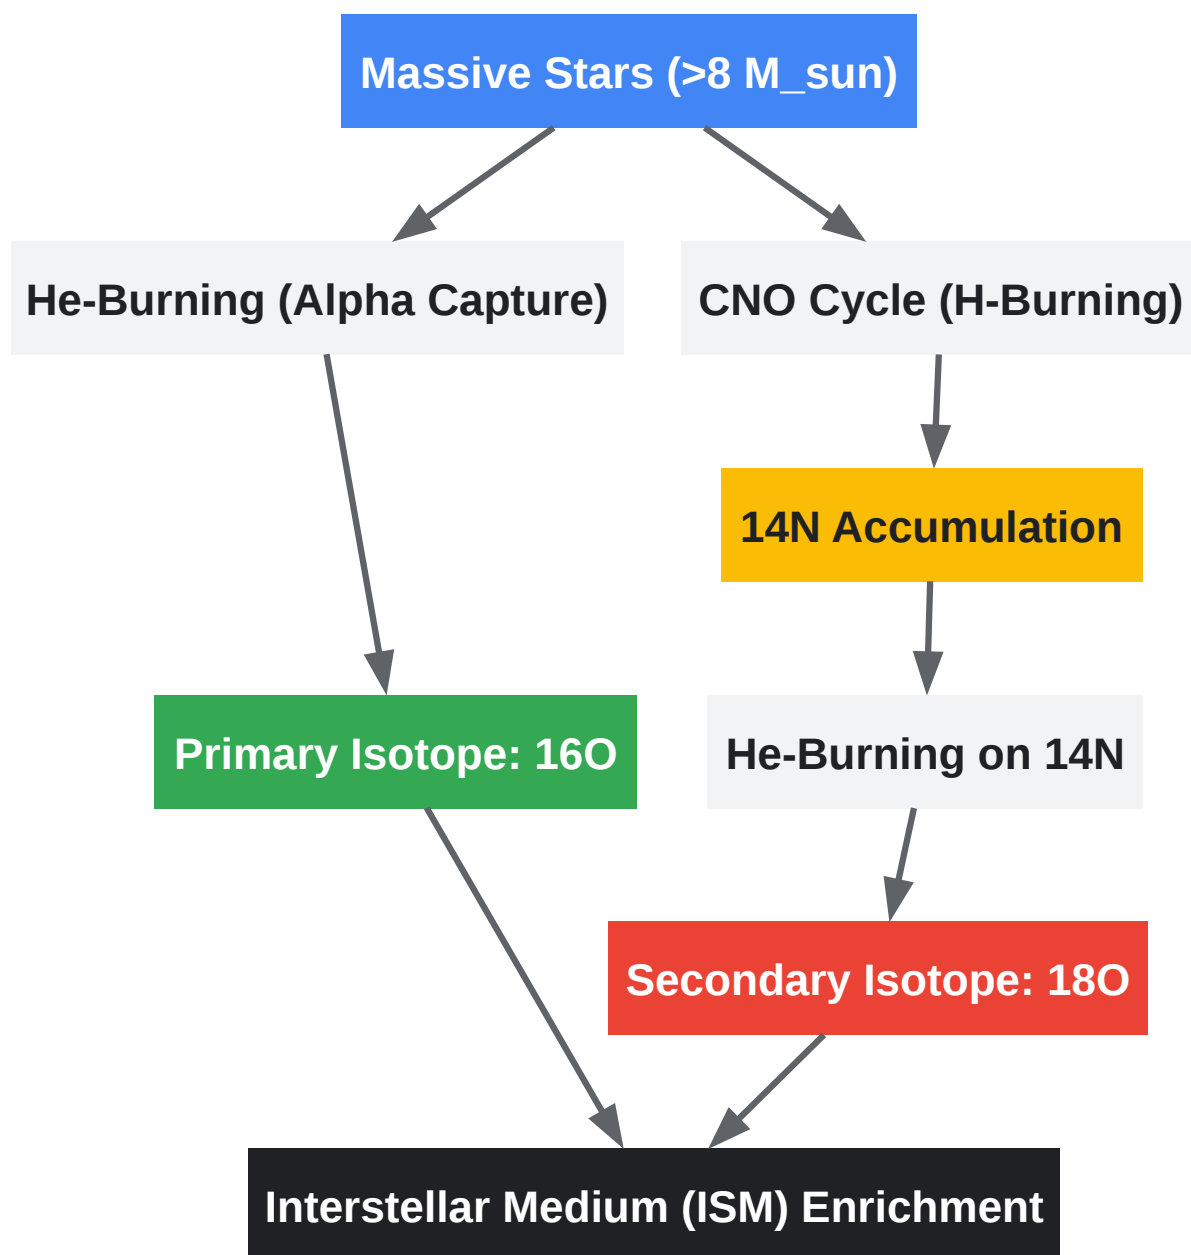 Massive Stars (>8 M_sun)
He-Burning (Alpha Capture)
CNO Cycle (H-Burning)
14N Accumulation
Primary Isotope: 16O
He-Burning on 14N
Secondary Isotope: 18O
Interstellar Medium (ISM) Enrichment